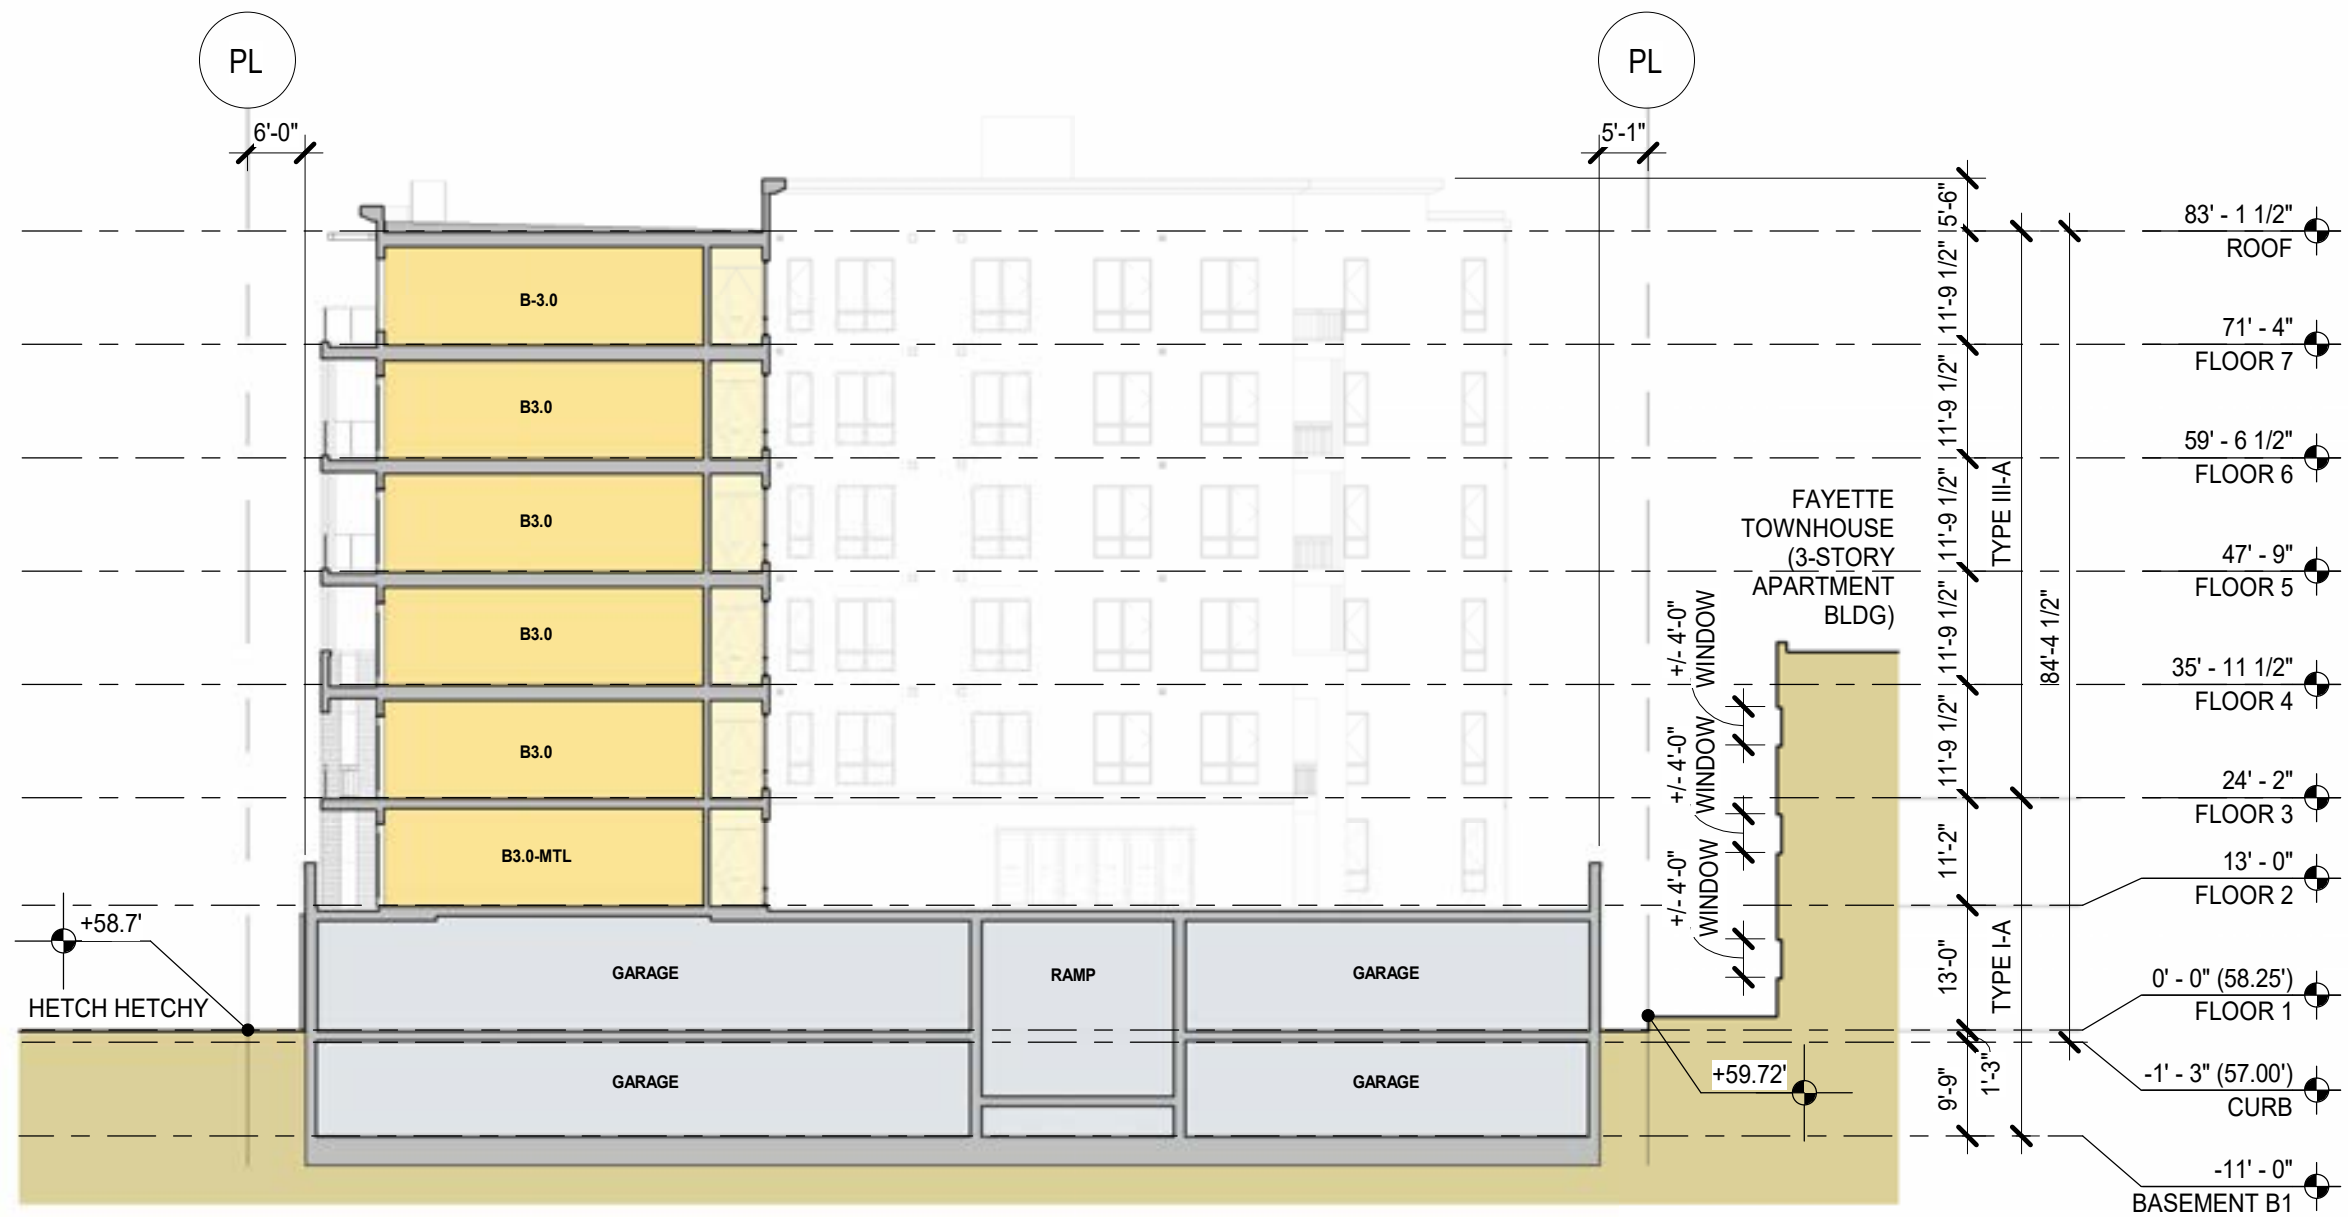 PL
PL
6'-0"
5'-1"
5'-6"
83' - 1 1/2"
ROOF
11'-9 1/2"
B-3.0
71' - 4"
FLOOR 7
11'-9 1/2"
B3.0
59' - 6 1/2"
FLOOR 6
11'-9 1/2"
TYPE III-A
FAYETTE
TOWNHOUSE
(3-STORY
APARTMENT
BLDG)
B3.0
47' - 9"
FLOOR 5
11'-9 1/2"
84'-4 1/2"
+/- 4'-0"
WINDOW
B3.0
35' - 11 1/2"
FLOOR 4
11'-9 1/2"
+/- 4'-0"
WINDOW
B3.0
24' - 2"
FLOOR 3
11'-2"
+/- 4'-0"
WINDOW
B3.0-MTL
13' - 0"
FLOOR 2
+58.7'
HETCH HETCHY
GARAGE
RAMP
GARAGE
13'-0"
TYPE I-A
0' - 0" (58.25')
FLOOR 1
GARAGE
GARAGE
+59.72'
9'-9"
1'-3"
-1' - 3" (57.00')
CURB
-11' - 0"
BASEMENT B1